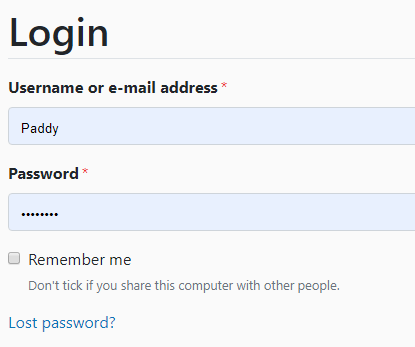 Login
Username or e-mail address *
Paddy
Password *
••••••••
Remember me
Don't tick if you share this computer with other people.
Lost password?